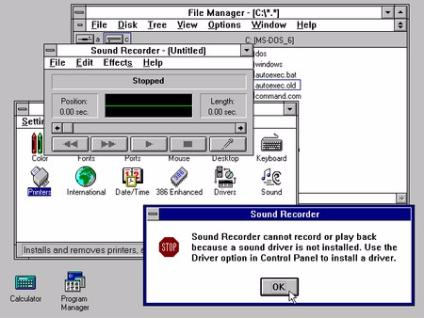 File Manager - [C:\*.*]
File Disk Tree View Options Window Help
a c C: [MS-DOS_6]
Sound Recorder - (Untitled)
File Edit Effects Help
Stopped
Position:
0.00 sec.
Length:
0.00 sec.
dos
windows
autoexec.bat
autoexec.old
command.com
Color Fonts Ports Mouse Desktop Keyboard
Printers International Date/Time 386 Enhanced Drivers Sound
Installs and removes printers,
Sound Recorder
STOP
Sound Recorder cannot record or play back
because a sound driver is not installed. Use the
Driver option in Control Panel to install a driver.
OK
Calculator
Program
Manager